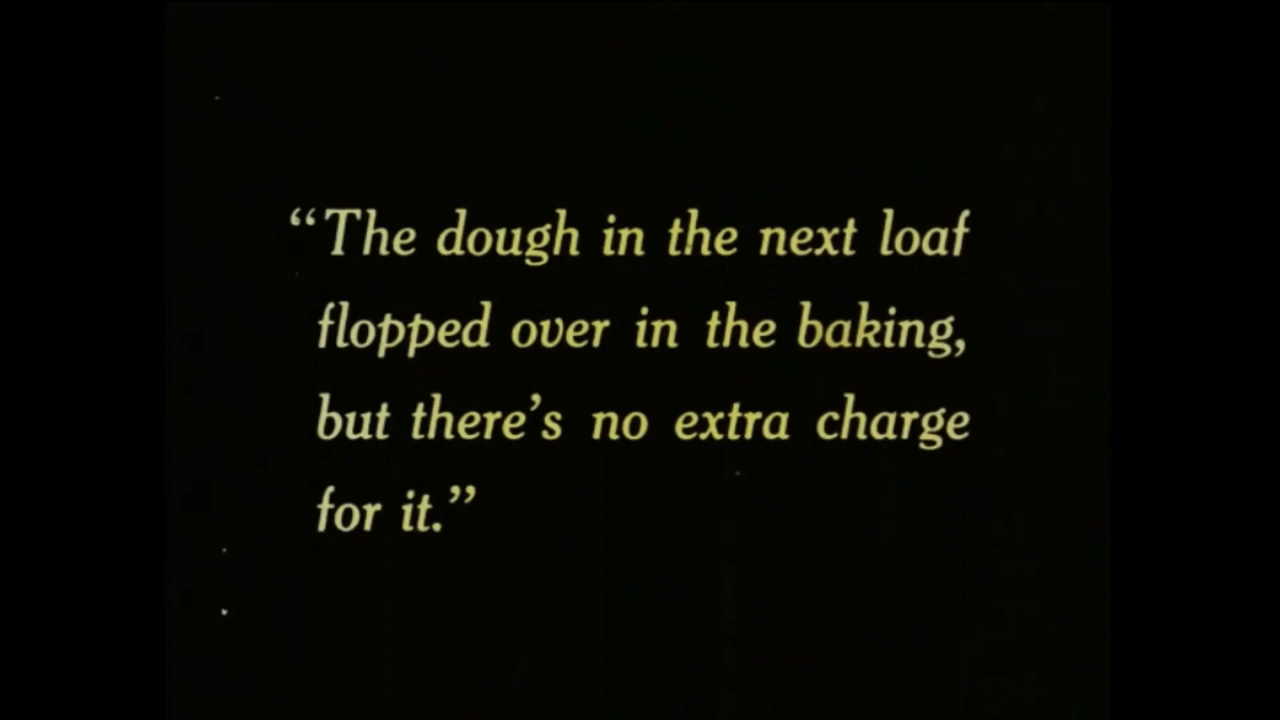 “The dough in the next loaf
flopped over in the baking,
but there’s no extra charge
for it.”